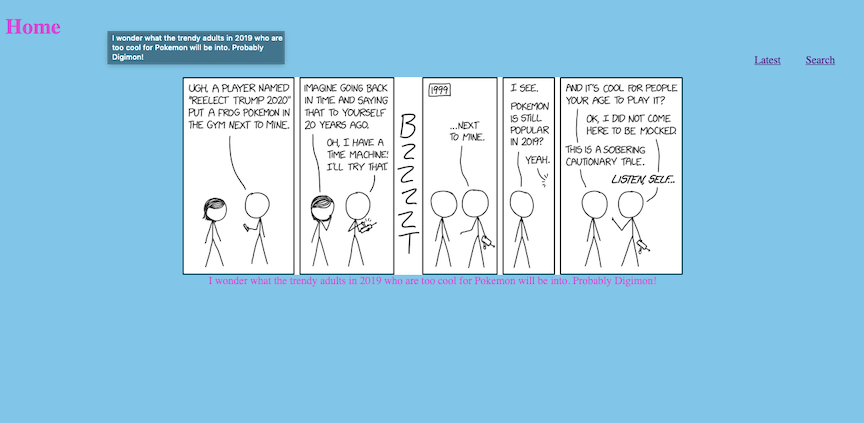 Home
I wonder what the trendy adults in 2019 who are
too cool for Pokemon will be into. Probably
Digimon!
Latest
Search
UGH, A PLAYER NAMED
"REELECT TRUMP 2020"
PUT A FROG POKEMON IN
THE GYM NEXT TO MINE.
IMAGINE GOING BACK
IN TIME AND SAYING
THAT TO YOURSELF
20 YEARS AGO.
OH, I HAVE A
TIME MACHINE!
I'LL TRY THAT.
BZZZZT
1999
...NEXT
TO MINE.
I SEE.
POKEMON
IS STILL
POPULAR
IN 2019?
YEAH.
AND IT'S COOL FOR PEOPLE
YOUR AGE TO PLAY IT?
OK, I DID NOT COME
HERE TO BE MOCKED.
THIS IS A SOBERING
CAUTIONARY TALE.
LISTEN, SELF...
I wonder what the trendy adults in 2019 who are too cool for Pokemon will be into. Probably Digimon!